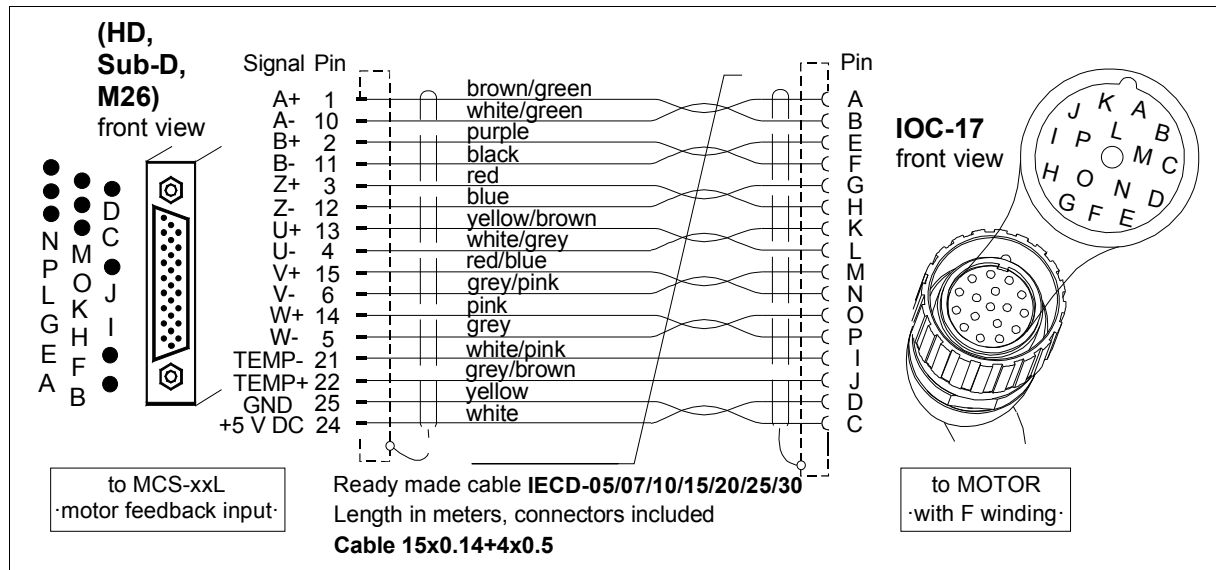 (HD,
Sub-D,
M26)
front view
Signal Pin
Pin
A+ 1 brown/green A
A- 10 white/green B
B+ 2 purple E
B- 11 black F
Z+ 3 red G
Z- 12 blue H
U+ 13 yellow/brown K
U- 4 white/grey L
V+ 15 red/blue M
V- 6 grey/pink N
W+ 14 pink O
W- 5 grey P
TEMP- 21 white/pink I
TEMP+ 22 grey/brown J
GND 25 yellow D
+5 V DC 24 white C
N P L G E A
M O K H F B
D C J I
IOC-17
front view
J K A
I P L B
M C
H O N D
G F E
to MCS-xxL
·motor feedback input·
Ready made cable IECD-05/07/10/15/20/25/30
Length in meters, connectors included
Cable 15x0.14+4x0.5
to MOTOR
·with F winding·